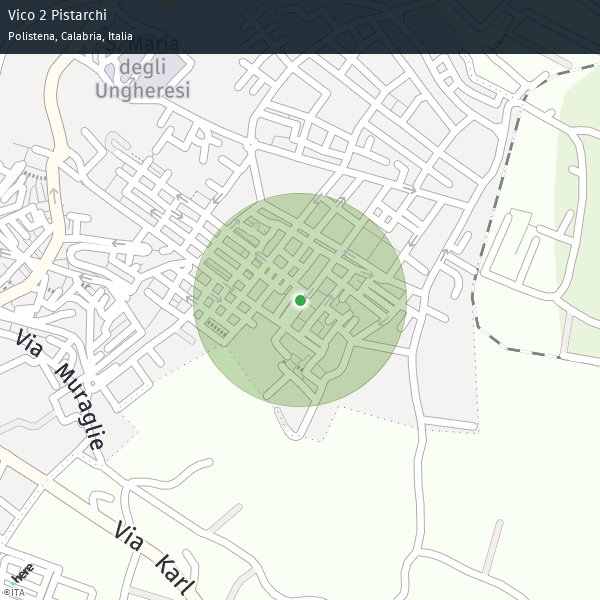 Vico 2 Pistarchi
Polistena, Calabria, Italia
S. Maria
degli
Ungheresi
Via Muraglie
Via Karl
here
©ITA